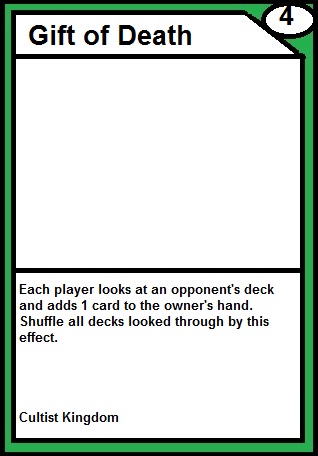 4
Gift of Death
Each player looks at an opponent's deck
and adds 1 card to the owner's hand.
Shuffle all decks looked through by this
effect.
Cultist Kingdom